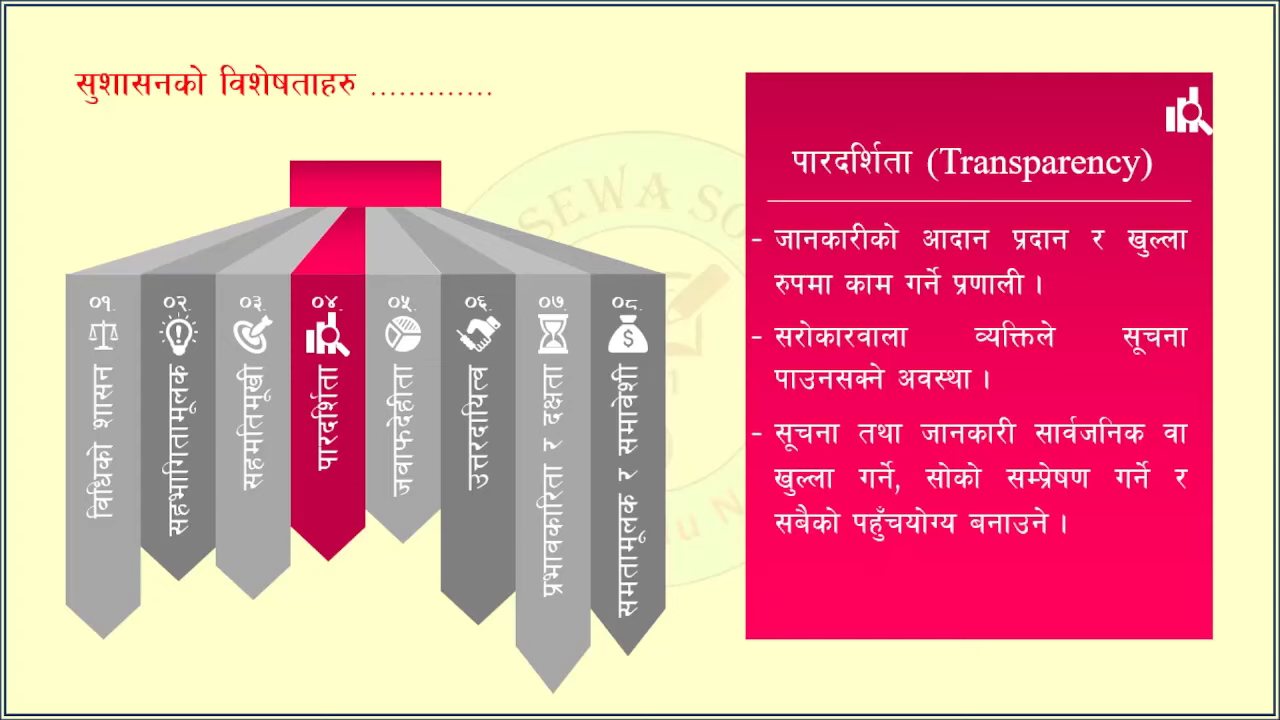 सुशासनको विशेषताहरु .............
पारदर्शिता (Transparency)
- जानकारीको आदान प्रदान र खुल्ला
रुपमा काम गर्ने प्रणाली ।
- सरोकारवाला व्यक्तिले सूचना
पाउनसक्ने अवस्था ।
- सूचना तथा जानकारी सार्वजनिक वा
खुल्ला गर्ने, सोको सम्प्रेषण गर्ने र
सबैको पहुँचयोग्य बनाउने ।
०१.
विधिको शासन
०२.
सहभागितामूलक
०३.
सहमतिमूखी
०४.
पारदर्शिता
०५.
जवाफदेहीता
०६.
उत्तरदायित्व
०७.
प्रभावकारिता र दक्षता
०८.
$
समतामूलक र समावेशी
SEWA